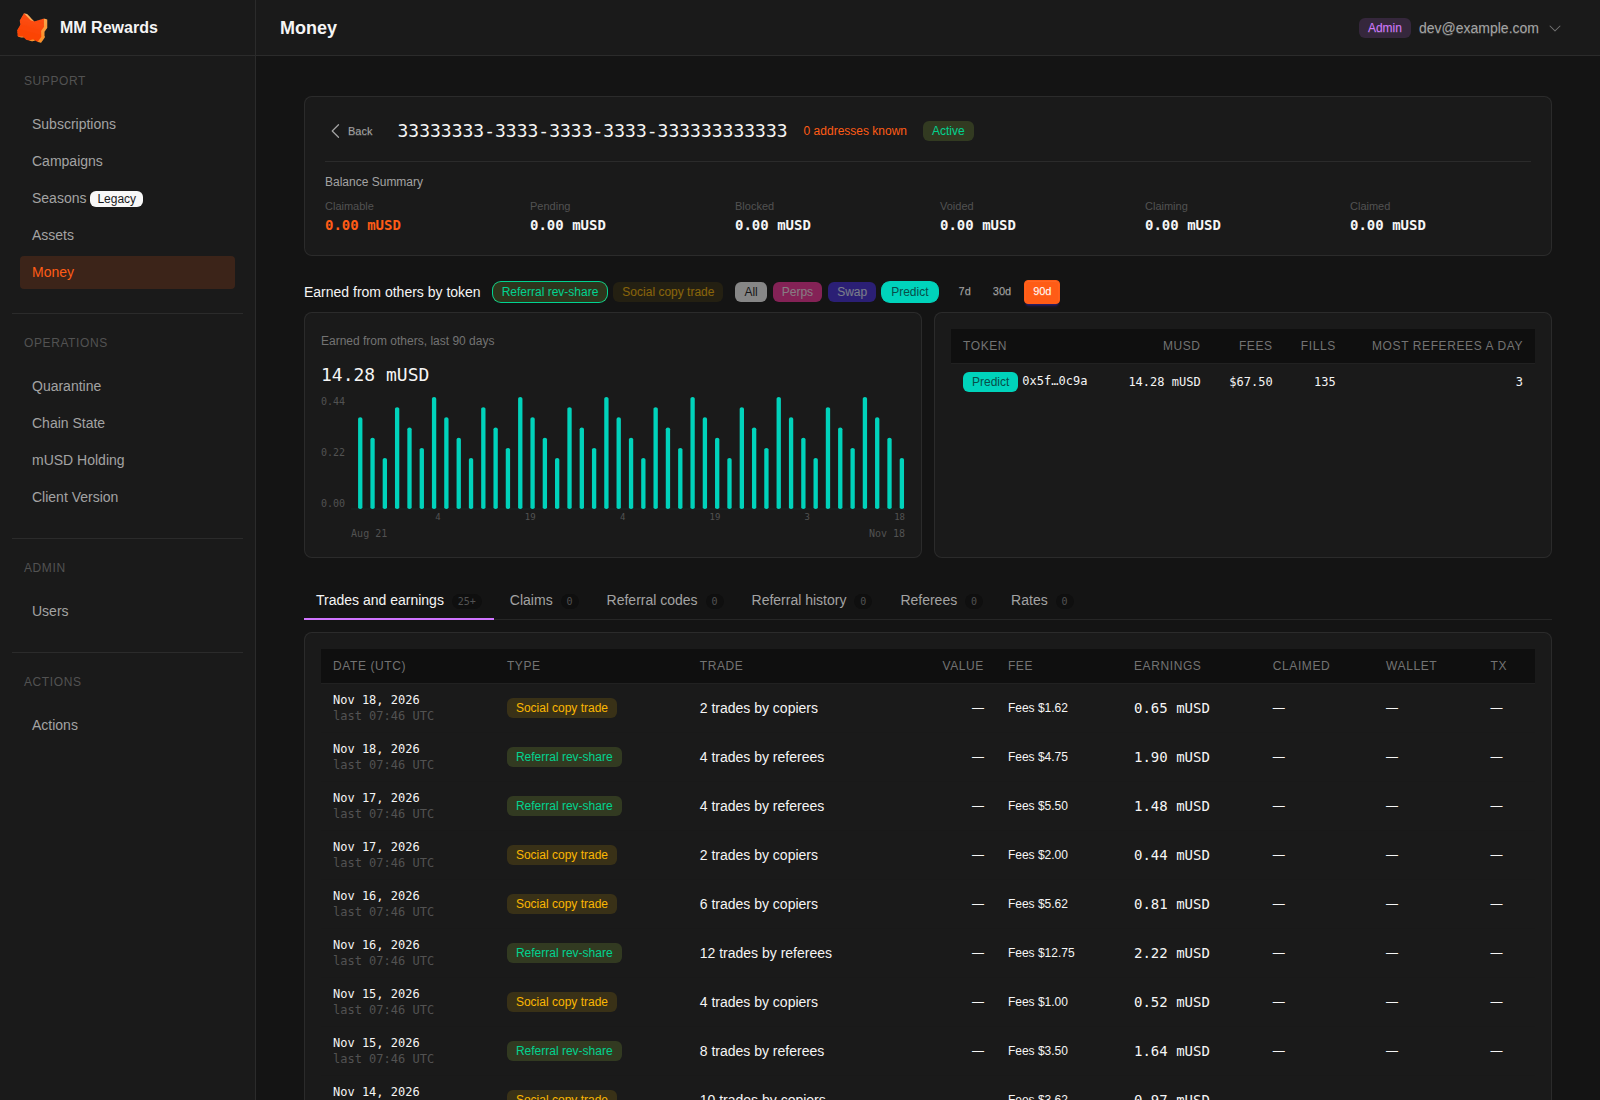 MM Rewards
Money
Admin dev@example.com
SUPPORT
Subscriptions
Campaigns
Seasons Legacy
Assets
Money
OPERATIONS
Quarantine
Chain State
mUSD Holding
Client Version
ADMIN
Users
ACTIONS
Actions
Back 33333333-3333-3333-3333-333333333333 0 addresses known Active
Balance Summary
Claimable Pending Blocked Voided Claiming Claimed
0.00 mUSD 0.00 mUSD 0.00 mUSD 0.00 mUSD 0.00 mUSD 0.00 mUSD
Earned from others by token Referral rev-share Social copy trade All Perps Swap Predict 7d 30d 90d
Earned from others, last 90 days
14.28 mUSD
0.44
0.22
0.00
4 19 4 19 3 18
Aug 21 Nov 18
TOKEN MUSD FEES FILLS MOST REFEREES A DAY
Predict 0x5f…0c9a 14.28 mUSD $67.50 135 3
Trades and earnings 25+ Claims 0 Referral codes 0 Referral history 0 Referees 0 Rates 0
DATE (UTC) TYPE TRADE VALUE FEE EARNINGS CLAIMED WALLET TX
Nov 18, 2026
last 07:46 UTC
Social copy trade 2 trades by copiers — Fees $1.62 0.65 mUSD — — —
Nov 18, 2026
last 07:46 UTC
Referral rev-share 4 trades by referees — Fees $4.75 1.90 mUSD — — —
Nov 17, 2026
last 07:46 UTC
Referral rev-share 4 trades by referees — Fees $5.50 1.48 mUSD — — —
Nov 17, 2026
last 07:46 UTC
Social copy trade 2 trades by copiers — Fees $2.00 0.44 mUSD — — —
Nov 16, 2026
last 07:46 UTC
Social copy trade 6 trades by copiers — Fees $5.62 0.81 mUSD — — —
Nov 16, 2026
last 07:46 UTC
Referral rev-share 12 trades by referees — Fees $12.75 2.22 mUSD — — —
Nov 15, 2026
last 07:46 UTC
Social copy trade 4 trades by copiers — Fees $1.00 0.52 mUSD — — —
Nov 15, 2026
last 07:46 UTC
Referral rev-share 8 trades by referees — Fees $3.50 1.64 mUSD — — —
Nov 14, 2026
Social copy trade 10 trades by copiers Fees $3.62 0.97 mUSD